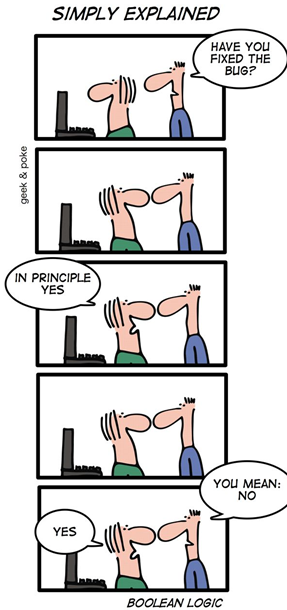 SIMPLY EXPLAINED
HAVE YOU
FIXED THE
BUG?
geek & poke
IN PRINCIPLE
YES
YOU MEAN:
NO
YES
BOOLEAN LOGIC